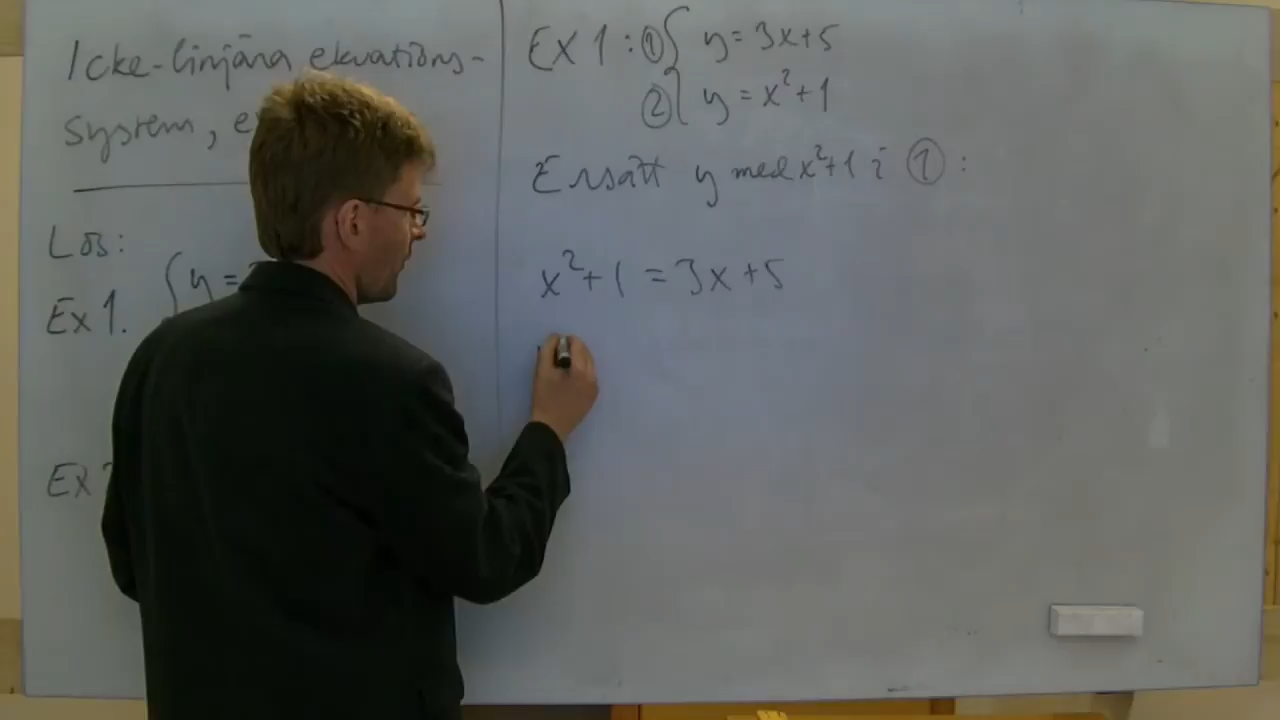 Icke-linjära ekvations-
system, e
Lös:
Ex 1. { y =
Ex
Ex 1 : ① { y = 3x+5
② { y = x²+1
Ersätt y med x²+1 i ① :
x²+1 = 3x+5